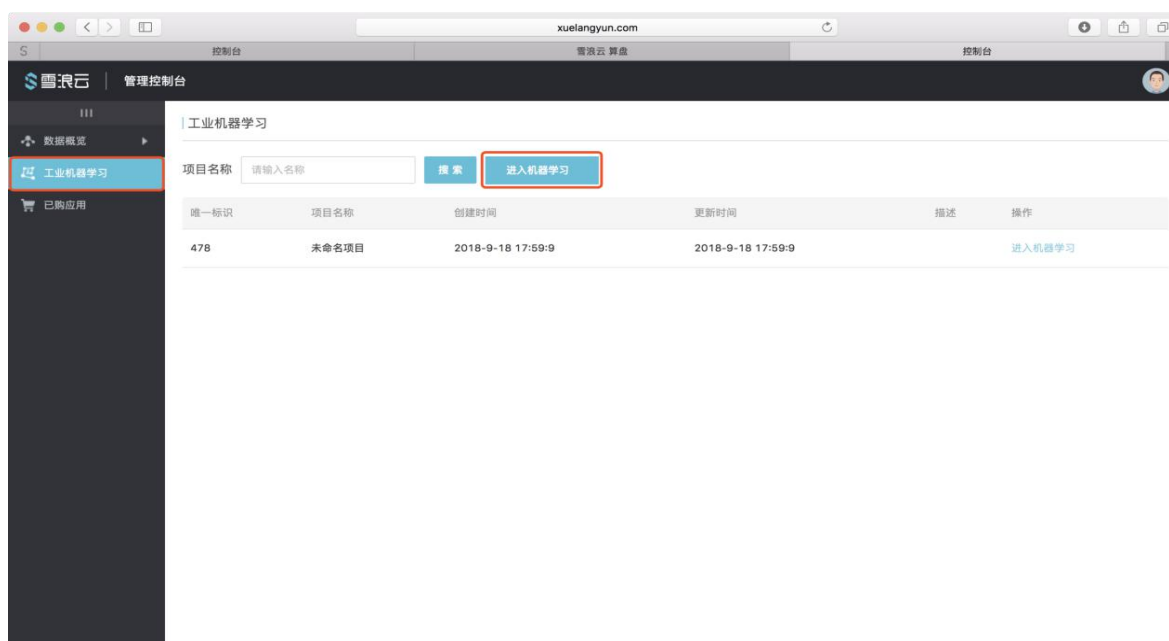 xuelangyun.com
S 控制台 雪浪云 算盘 控制台
雪浪云 管理控制台
数据概览
工业机器学习
已购应用
工业机器学习
项目名称 请输入名称 搜索 进入机器学习
唯一标识 项目名称 创建时间 更新时间 描述 操作
478 未命名项目 2018-9-18 17:59:9 2018-9-18 17:59:9 进入机器学习